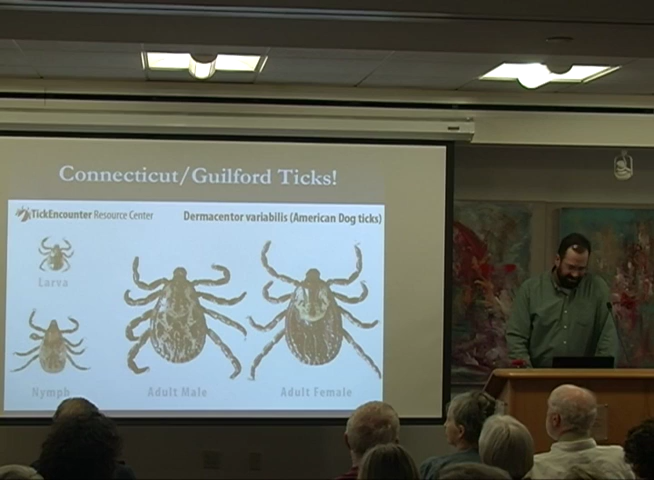 Connecticut/Guilford Ticks!
TickEncounter Resource Center
Dermacentor variabilis (American Dog ticks)
Larva
Nymph
Adult Male
Adult Female